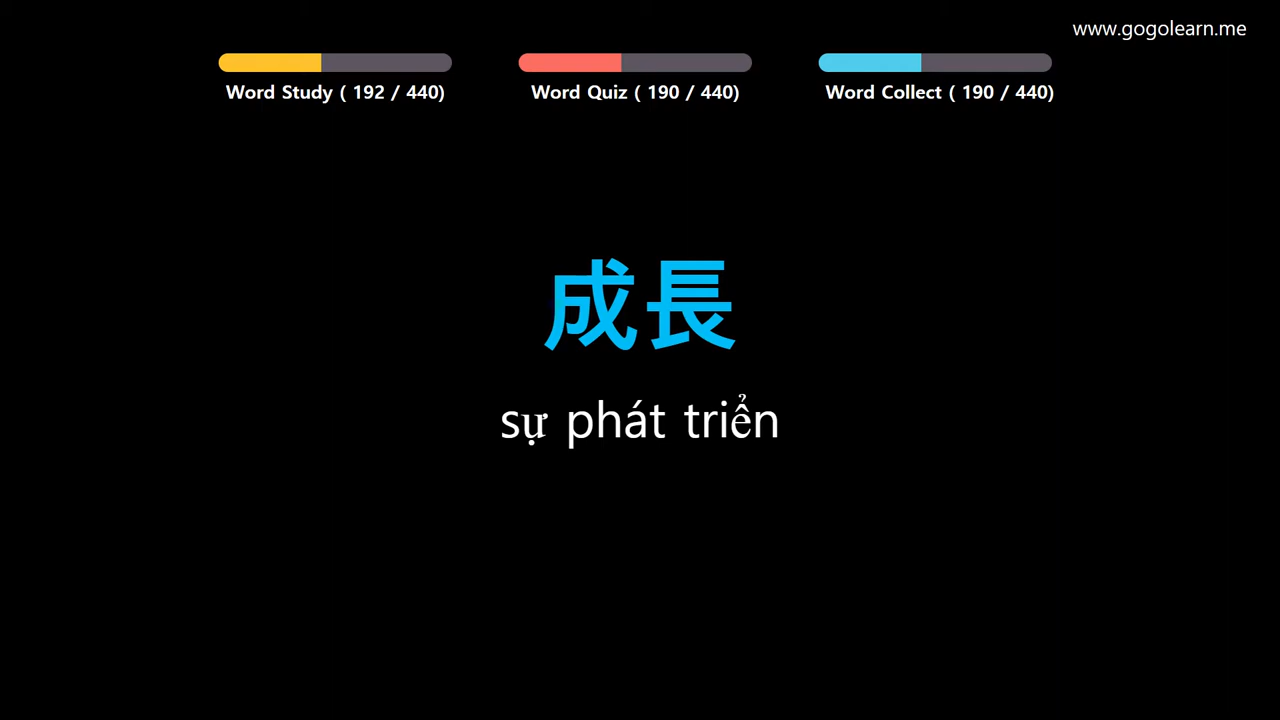 www.gogolearn.me
Word Study ( 192 / 440)
Word Quiz ( 190 / 440)
Word Collect ( 190 / 440)
成長
sự phát triển